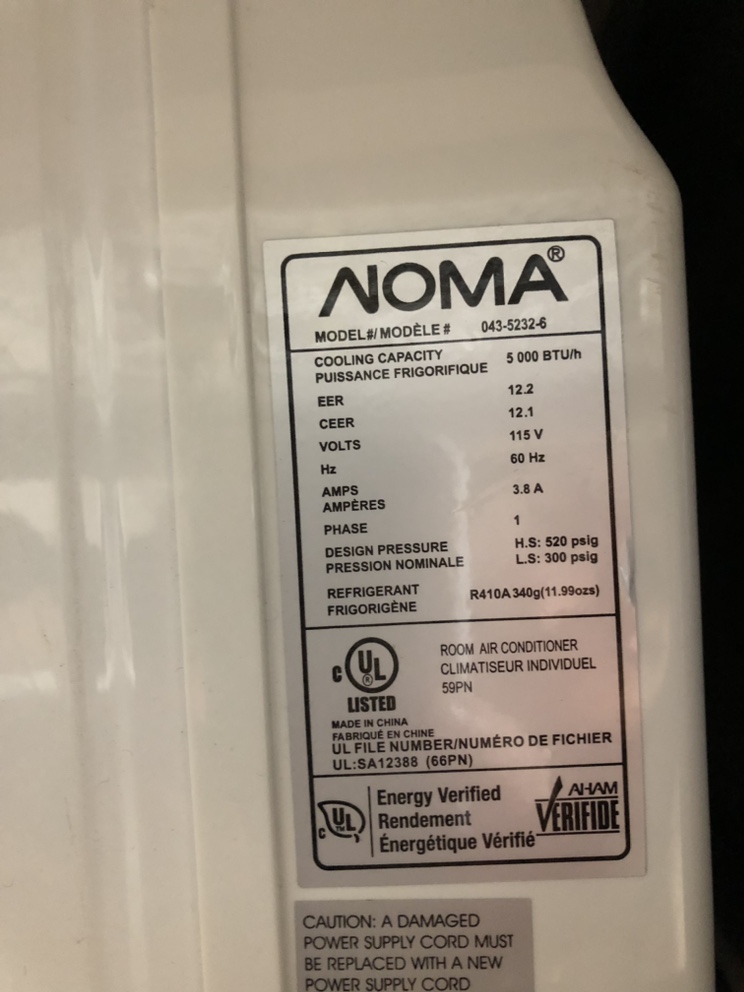 NOMA®
MODEL#/MODÈLE # 043-5232-6
COOLING CAPACITY
PUISSANCE FRIGORIFIQUE 5 000 BTU/h
EER 12.2
CEER 12.1
VOLTS 115 V
Hz 60 Hz
AMPS
AMPÈRES 3.8 A
PHASE 1
DESIGN PRESSURE H.S: 520 psig
PRESSION NOMINALE L.S: 300 psig
REFRIGERANT
FRIGORIGÈNE R410A 340g(11.99ozs)
C UL ® LISTED
ROOM AIR CONDITIONER
CLIMATISEUR INDIVIDUEL
59PN
MADE IN CHINA
FABRIQUÉ EN CHINE
UL FILE NUMBER/NUMÉRO DE FICHIER
UL:SA12388 (66PN)
C UL TM
Energy Verified
Rendement
Énergétique Vérifié
AHAM
VERIFIDE
CAUTION: A DAMAGED
POWER SUPPLY CORD MUST
BE REPLACED WITH A NEW
POWER SUPPLY CORD